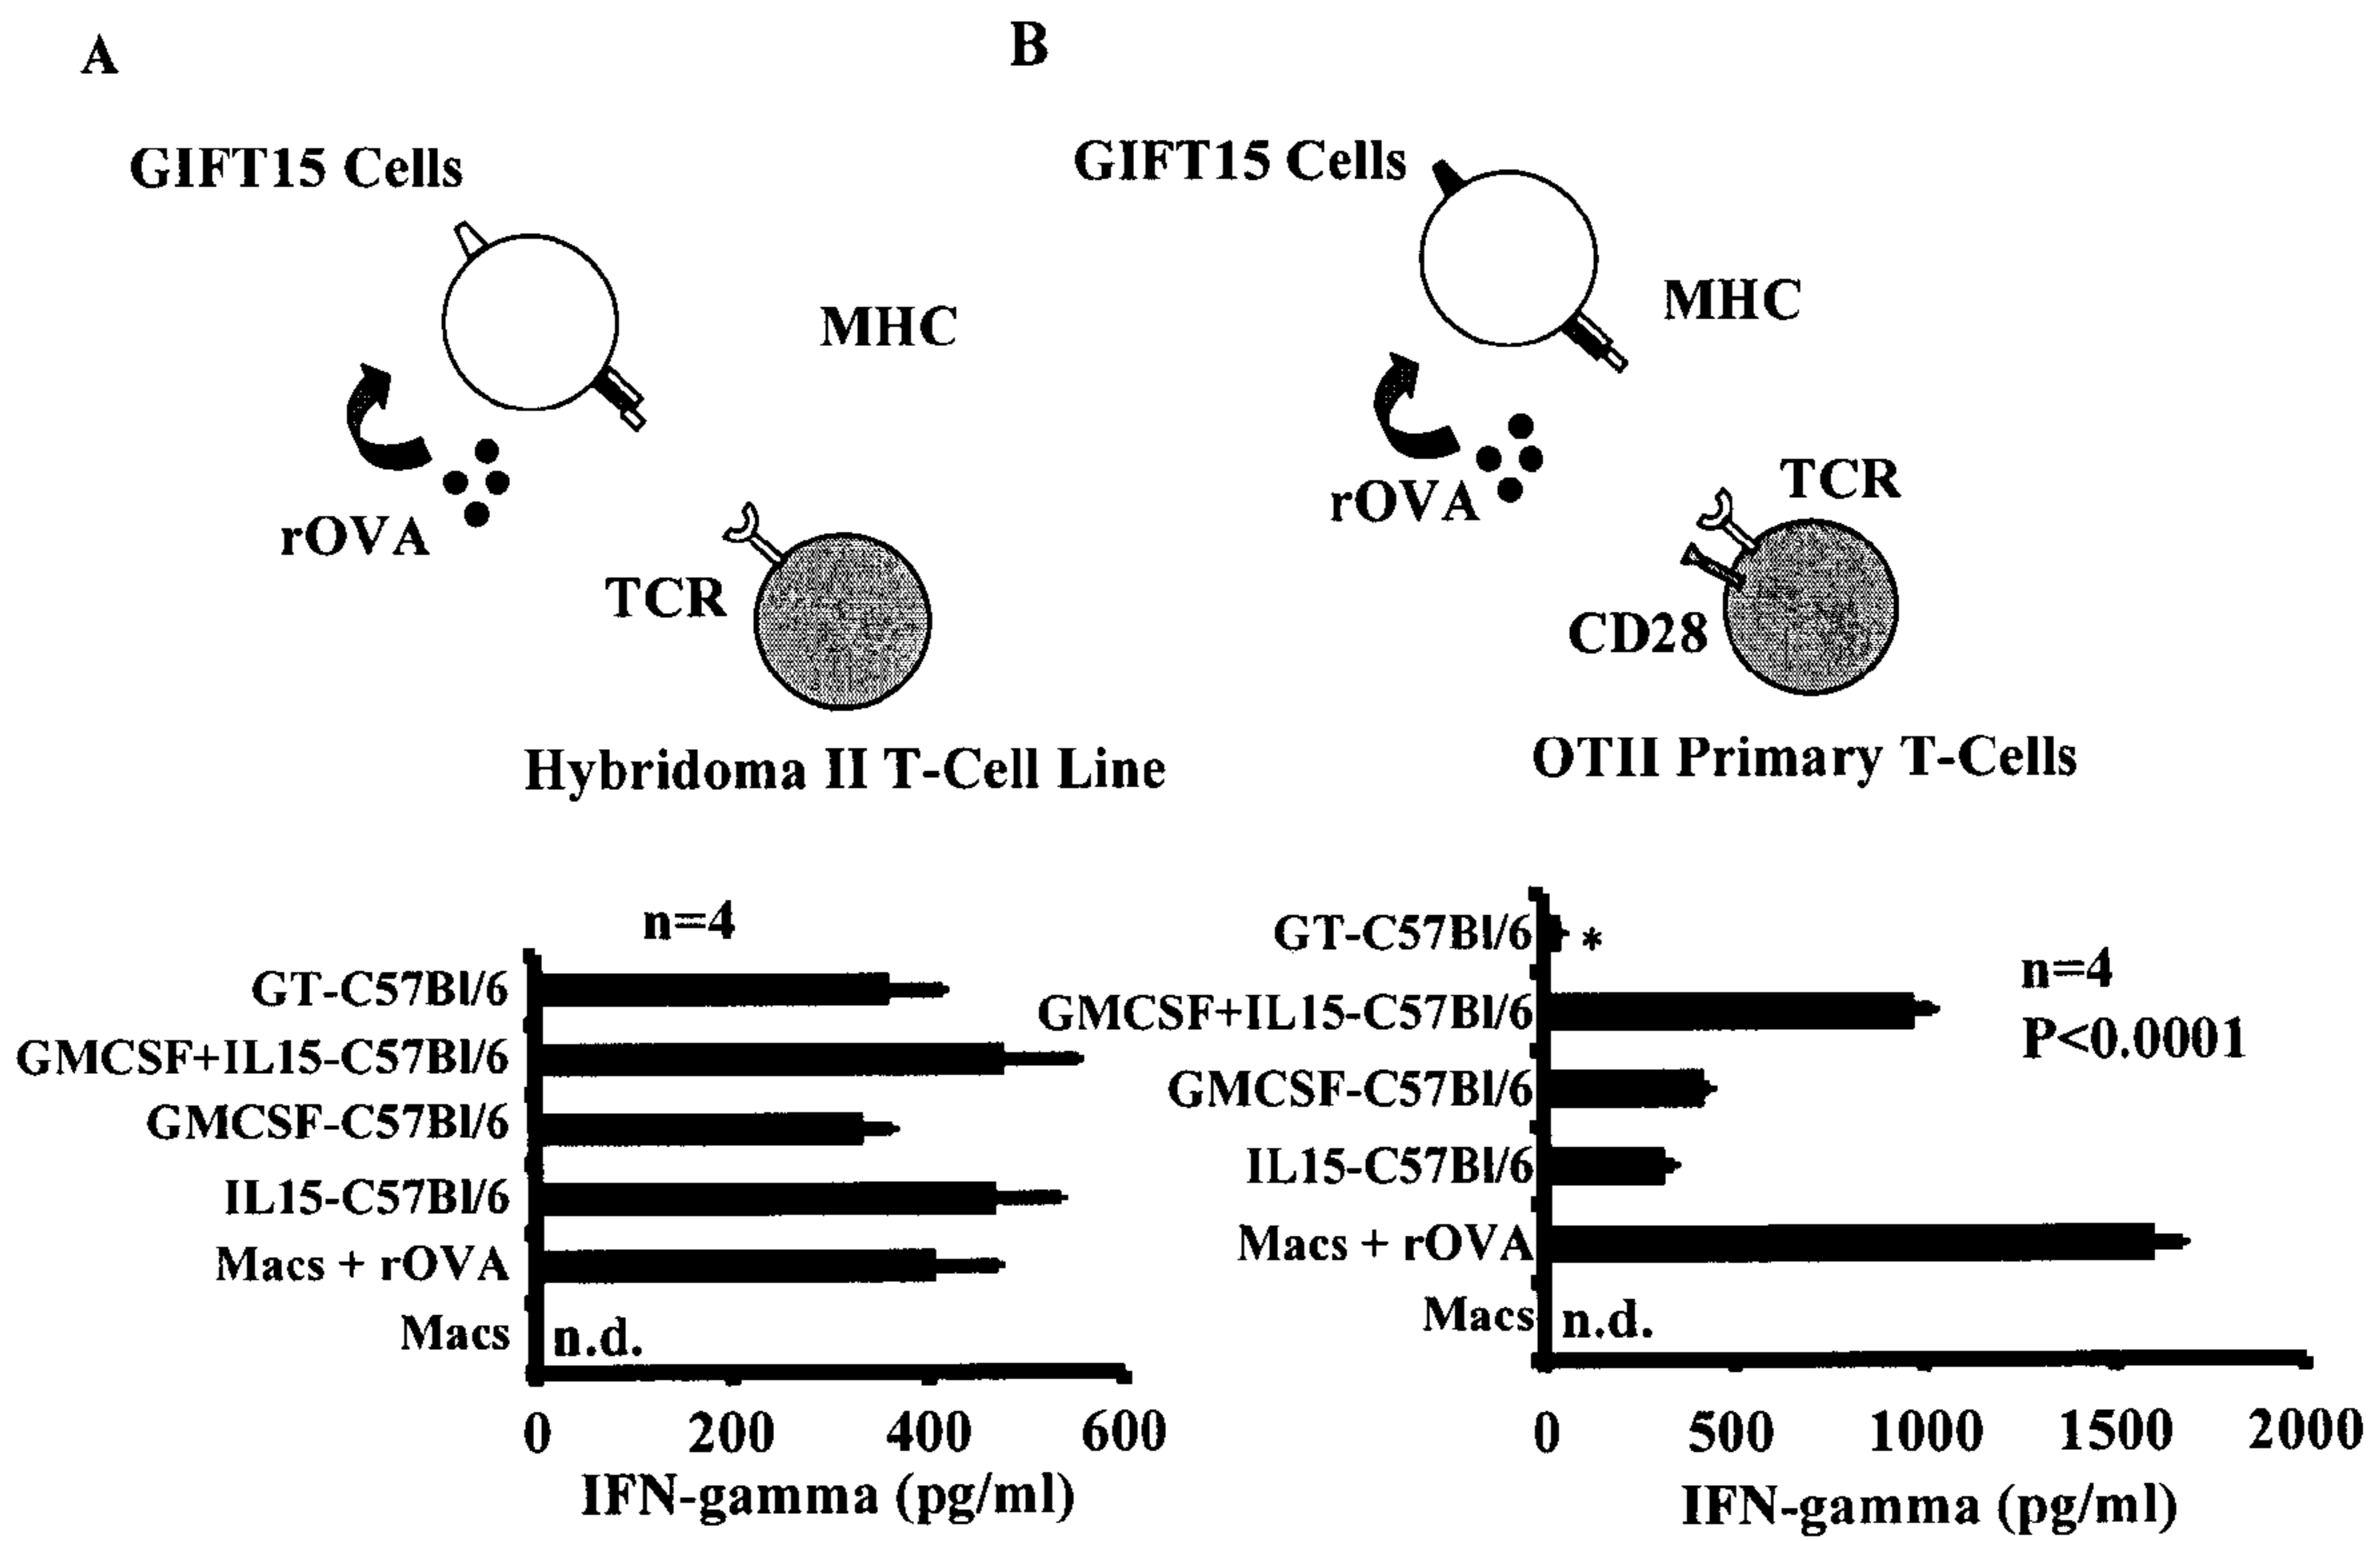 A
GIFT15 Cells
MHC
rOVA
TCR
Hybridoma II T-Cell Line
n=4
GT-C57Bl/6
GMCSF+IL15-C57Bl/6
GMCSF-C57Bl/6
IL15-C57Bl/6
Macs + rOVA
Macs
n.d.
0 200 400 600
IFN-gamma (pg/ml)
B
GIFT15 Cells
MHC
rOVA
TCR
CD28
OTII Primary T-Cells
GT-C57Bl/6 *
n=4
GMCSF+IL15-C57Bl/6
P<0.0001
GMCSF-C57Bl/6
IL15-C57Bl/6
Macs + rOVA
Macs n.d.
0 500 1000 1500 2000
IFN-gamma (pg/ml)